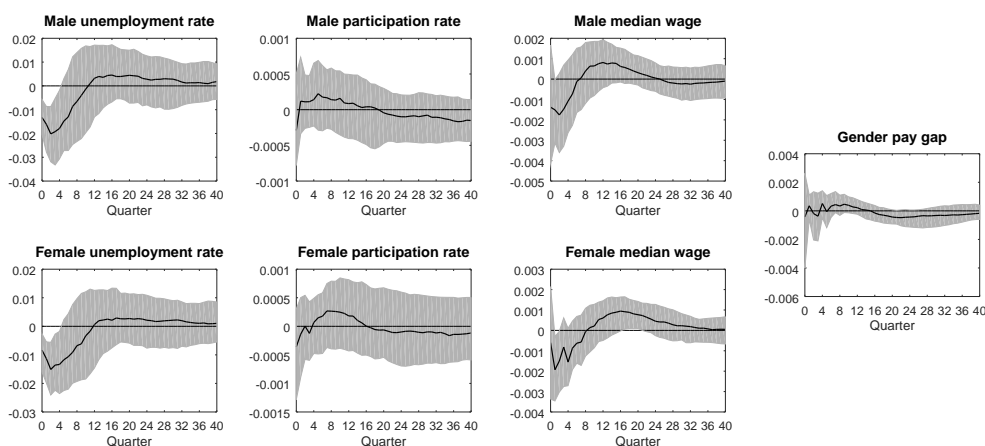 Male unemployment rate
0.02
0.01
0
-0.01
-0.02
-0.03
-0.04
0 4 8 12 16 20 24 28 32 36 40
Quarter
Male participation rate
0.001
0.0005
0
-0.0005
-0.001
0 4 8 12 16 20 24 28 32 36 40
Quarter
Male median wage
0.002
0.001
0
-0.001
-0.002
-0.003
-0.004
-0.005
0 4 8 12 16 20 24 28 32 36 40
Quarter
Gender pay gap
0.004
0.002
0
-0.002
-0.004
-0.006
0 4 8 12 16 20 24 28 32 36 40
Quarter
Female unemployment rate
0.02
0.01
0
-0.01
-0.02
-0.03
0 4 8 12 16 20 24 28 32 36 40
Quarter
Female participation rate
0.001
0.0005
0
-0.0005
-0.001
-0.0015
0 4 8 12 16 20 24 28 32 36 40
Quarter
Female median wage
0.003
0.002
0.001
0
-0.001
-0.002
-0.003
-0.004
0 4 8 12 16 20 24 28 32 36 40
Quarter